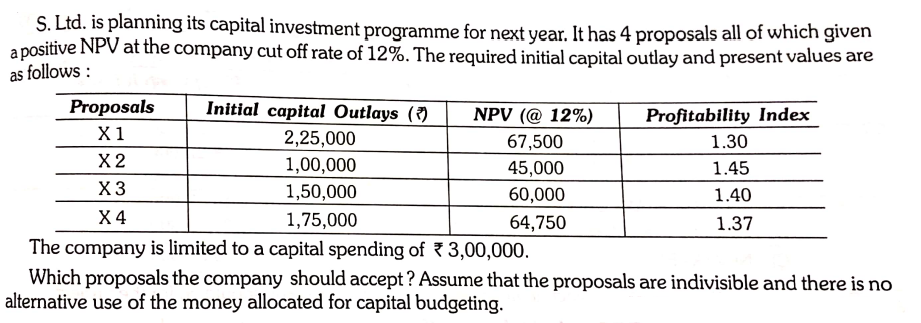 S. Ltd. is planning its capital investment programme for next year. It has 4 proposals all of which given
a positive NPV at the company cut off rate of 12%. The required initial capital outlay and present values are
as follows :
Proposals Initial capital Outlays (₹) NPV (@ 12%) Profitability Index
X 1 2,25,000 67,500 1.30
X 2 1,00,000 45,000 1.45
X 3 1,50,000 60,000 1.40
X 4 1,75,000 64,750 1.37
The company is limited to a capital spending of ₹ 3,00,000.
Which proposals the company should accept ? Assume that the proposals are indivisible and there is no
alternative use of the money allocated for capital budgeting.